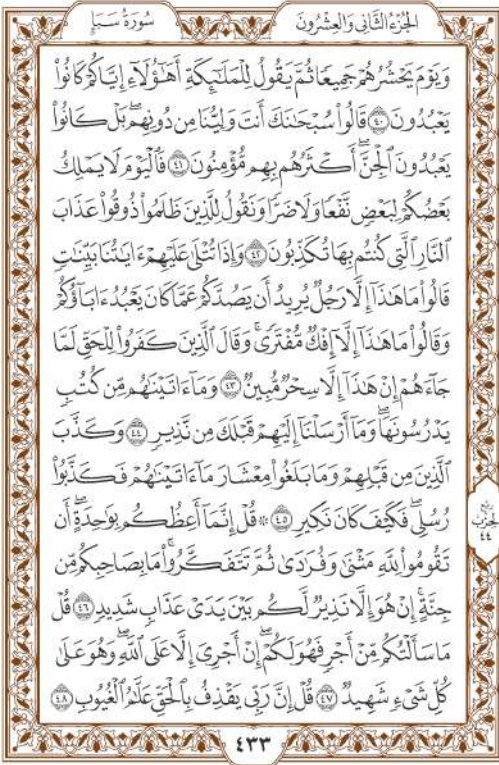 الجزء الثاني والعشرون
سورة سبإ
وَيَوْمَ يَحْشُرُهُمْ جَمِيعًا ثُمَّ يَقُولُ لِلْمَلَٰٓئِكَةِ أَهَٰٓؤُلَآءِ إِيَّاكُمْ كَانُوا۟
يَعْبُدُونَ ٤٠ قَالُوا۟ سُبْحَٰنَكَ أَنتَ وَلِيُّنَا مِن دُونِهِم ۖ بَلْ كَانُوا۟
يَعْبُدُونَ ٱلْجِنَّ ۖ أَكْثَرُهُم بِهِم مُّؤْمِنُونَ ٤١ فَٱلْيَوْمَ لَا يَمْلِكُ
بَعْضُكُمْ لِبَعْضٍ نَّفْعًا وَلَا ضَرًّا وَنَقُولُ لِلَّذِينَ ظَلَمُوا۟ ذُوقُوا۟ عَذَابَ
ٱلنَّارِ ٱلَّتِى كُنتُم بِهَا تُكَذِّبُونَ ٤٢ وَإِذَا تُتْلَىٰ عَلَيْهِمْ ءَايَٰتُنَا بَيِّنَٰتٍ
قَالُوا۟ مَا هَٰذَآ إِلَّا رَجُلٌ يُرِيدُ أَن يَصُدَّكُمْ عَمَّا كَانَ يَعْبُدُ ءَابَآؤُكُمْ
وَقَالُوا۟ مَا هَٰذَآ إِلَّآ إِفْكٌ مُّفْتَرًى ۚ وَقَالَ ٱلَّذِينَ كَفَرُوا۟ لِلْحَقِّ لَمَّا
جَآءَهُمْ إِنْ هَٰذَآ إِلَّا سِحْرٌ مُّبِينٌ ٤٣ وَمَآ ءَاتَيْنَٰهُم مِّن كُتُبٍ
يَدْرُسُونَهَا ۖ وَمَآ أَرْسَلْنَآ إِلَيْهِمْ قَبْلَكَ مِن نَّذِيرٍ ٤٤ وَكَذَّبَ
ٱلَّذِينَ مِن قَبْلِهِمْ وَمَا بَلَغُوا۟ مِعْشَارَ مَآ ءَاتَيْنَٰهُمْ فَكَذَّبُوا۟
رُسُلِى ۖ فَكَيْفَ كَانَ نَكِيرِ ٤٥ ۞ قُلْ إِنَّمَآ أَعِظُكُم بِوَٰحِدَةٍ ۖ أَن
تَقُومُوا۟ لِلَّهِ مَثْنَىٰ وَفُرَٰدَىٰ ثُمَّ تَتَفَكَّرُوا۟ ۚ مَا بِصَاحِبِكُم مِّن
جِنَّةٍ ۚ إِنْ هُوَ إِلَّا نَذِيرٌ لَّكُم بَيْنَ يَدَىْ عَذَابٍ شَدِيدٍ ٤٦ قُلْ
مَا سَأَلْتُكُم مِّنْ أَجْرٍ فَهُوَ لَكُمْ ۖ إِنْ أَجْرِىَ إِلَّا عَلَى ٱللَّهِ ۖ وَهُوَ عَلَىٰ
كُلِّ شَىْءٍ شَهِيدٌ ٤٧ قُلْ إِنَّ رَبِّى يَقْذِفُ بِٱلْحَقِّ عَلَّٰمُ ٱلْغُيُوبِ ٤٨
ربع
الحزب
٤٤
٤٣٣